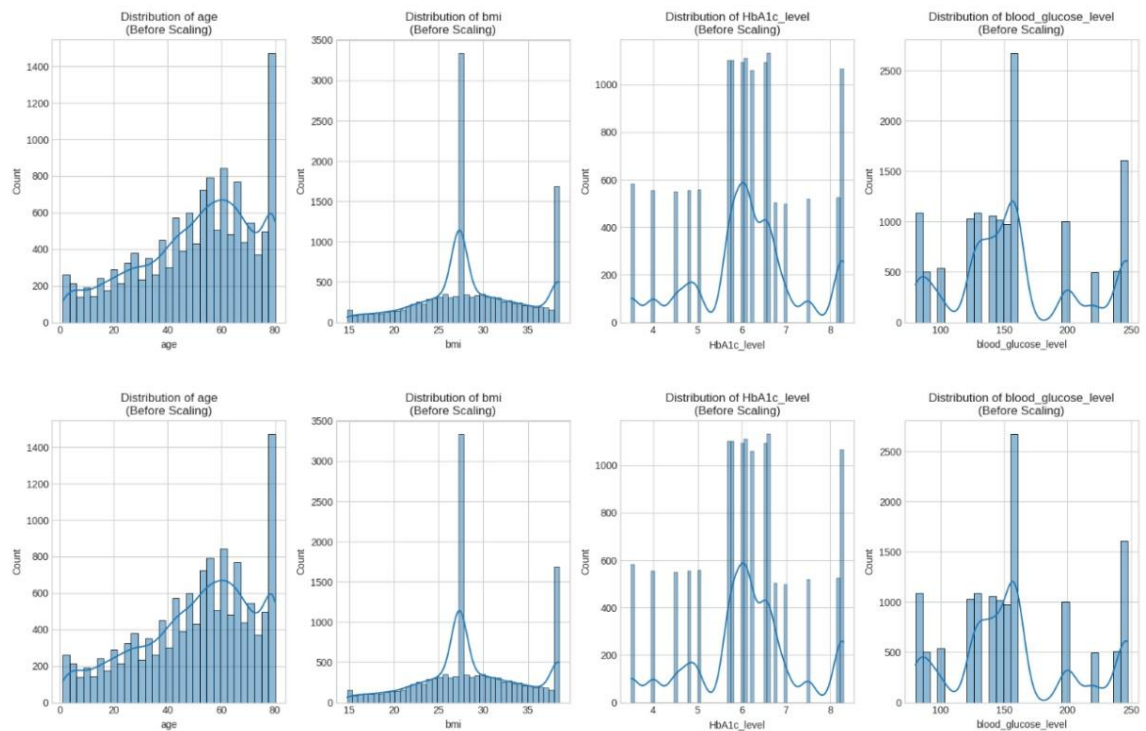 Distribution of age
(Before Scaling)
1400
1200
1000
800
600
400
200
0
Count
0 20 40 60 80
age
Distribution of bmi
(Before Scaling)
3500
3000
2500
2000
1500
1000
500
0
Count
15 20 25 30 35
bmi
Distribution of HbA1c_level
(Before Scaling)
1000
800
600
400
200
0
Count
4 5 6 7 8
HbA1c_level
Distribution of blood_glucose_level
(Before Scaling)
2500
2000
1500
1000
500
0
Count
100 150 200 250
blood_glucose_level
Distribution of age
(Before Scaling)
1400
1200
1000
800
600
400
200
0
Count
0 20 40 60 80
age
Distribution of bmi
(Before Scaling)
3500
3000
2500
2000
1500
1000
500
0
Count
15 20 25 30 35
bmi
Distribution of HbA1c_level
(Before Scaling)
1000
800
600
400
200
0
Count
4 5 6 7 8
HbA1c_level
Distribution of blood_glucose_level
(Before Scaling)
2500
2000
1500
1000
500
0
Count
100 150 200 250
blood_glucose_level